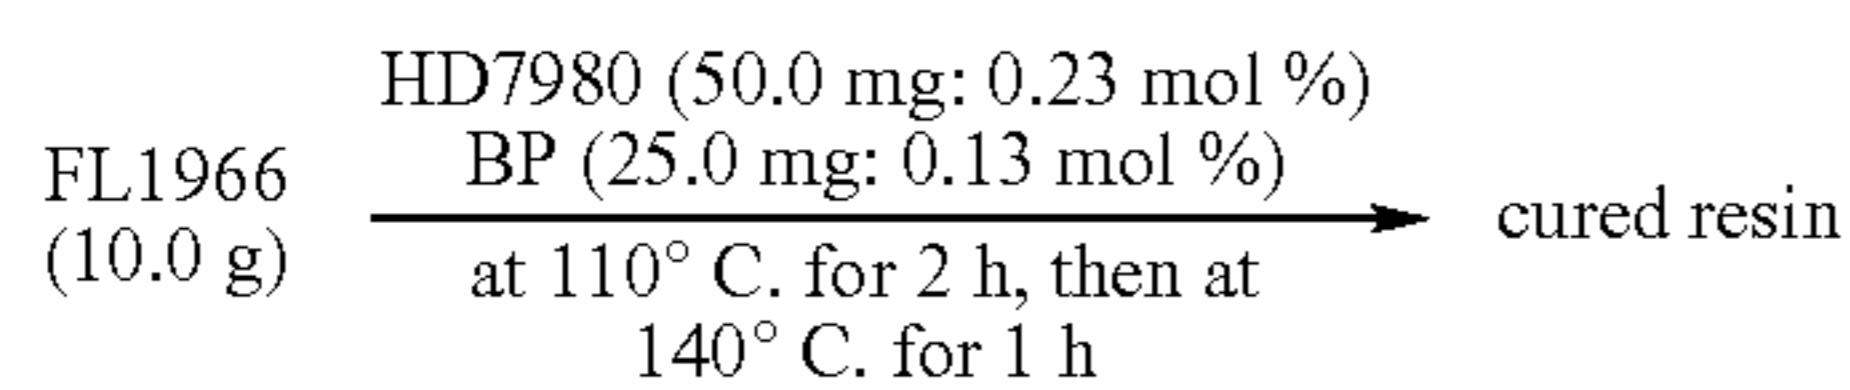 HD7980 (50.0 mg: 0.23 mol %)
BP (25.0 mg: 0.13 mol %)
FL1966
(10.0 g)
cured resin
at 110° C. for 2 h, then at
140° C. for 1 h